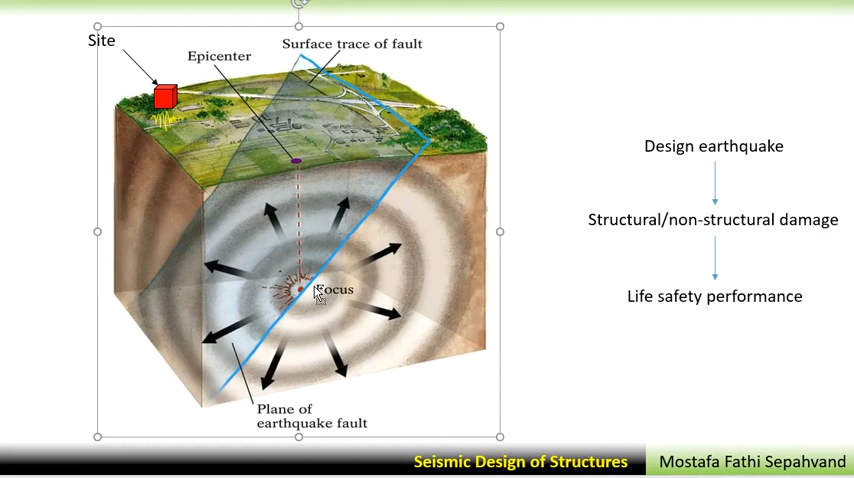 Site
Surface trace of fault
Epicenter
Design earthquake
Structural/non-structural damage
Focus
Life safety performance
Plane of
earthquake fault
Seismic Design of Structures
Mostafa Fathi Sepahvand